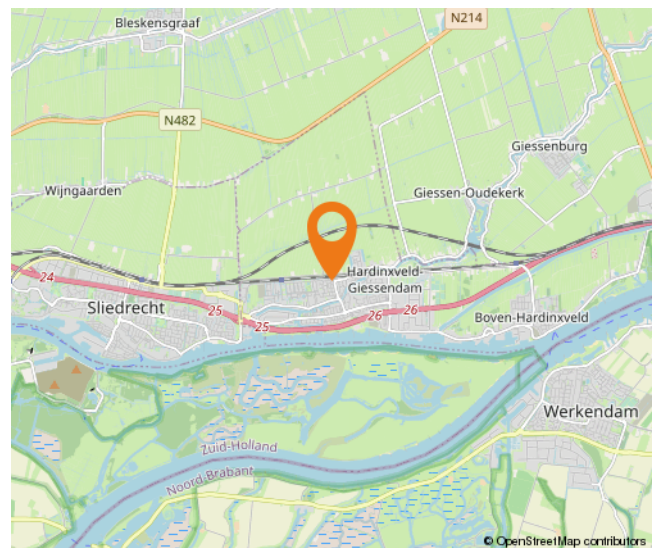 N214
Bleskensgraaf
N482
Giessenburg
Wijngaarden
Giessen-Oudekerk
24
Hardinxveld-
Giessendam
Sliedrecht
25
25
26
26
Boven-Hardinxveld
Werkendam
Zuid-Holland
Noord-Brabant
© OpenStreetMap contributors